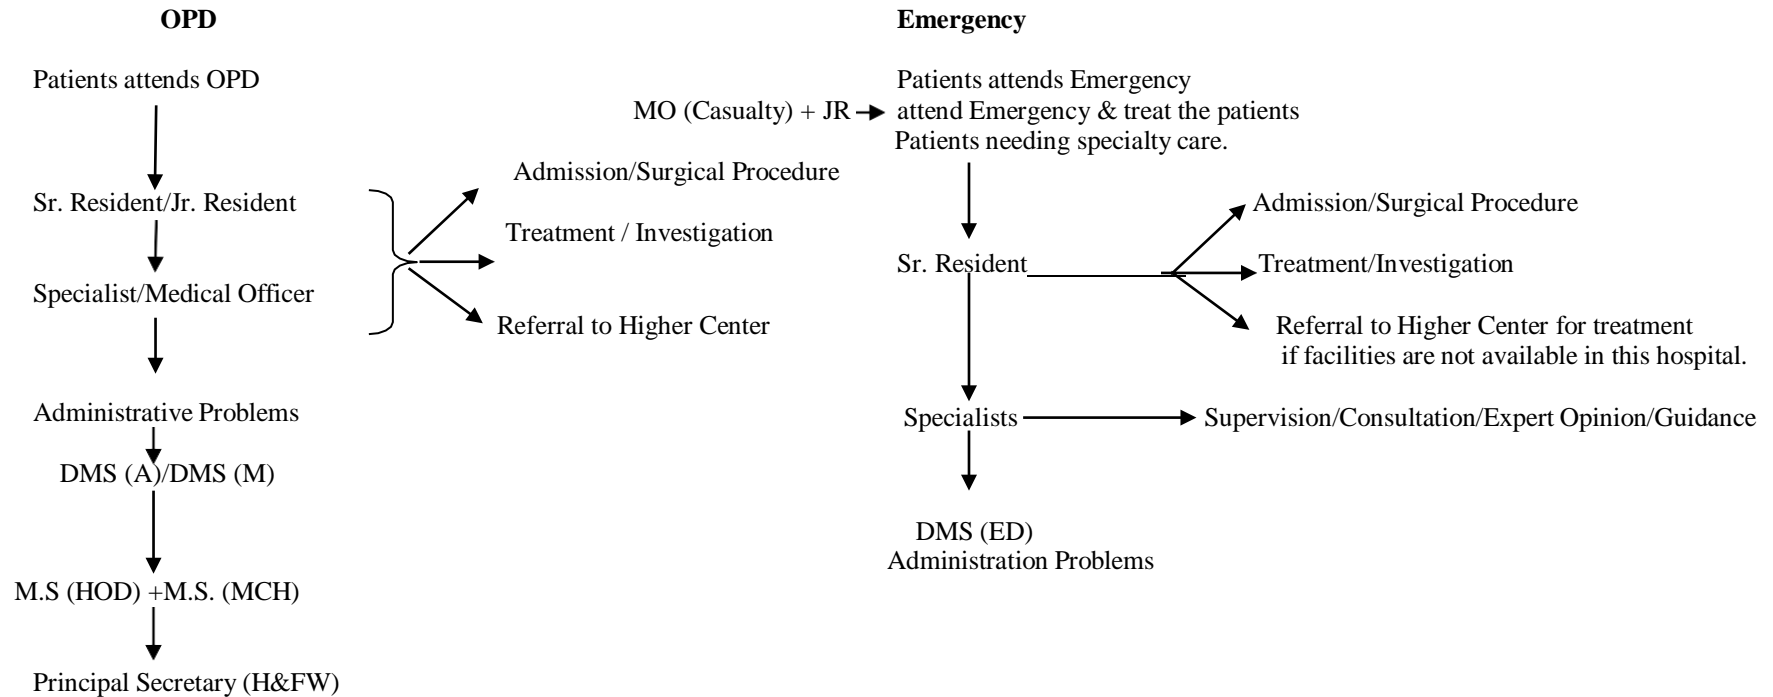 OPD
Patients attends OPD
Sr. Resident/Jr. Resident
Specialist/Medical Officer
Administrative Problems
DMS (A)/DMS (M)
M.S (HOD) +M.S. (MCH)
Principal Secretary (H&FW)
Admission/Surgical Procedure
Treatment / Investigation
Referral to Higher Center
Emergency
Patients attends Emergency
MO (Casualty) + JR
attend Emergency & treat the patients
Patients needing specialty care.
Sr. Resident
Admission/Surgical Procedure
Treatment/Investigation
Referral to Higher Center for treatment
if facilities are not available in this hospital.
Specialists
Supervision/Consultation/Expert Opinion/Guidance
DMS (ED)
Administration Problems